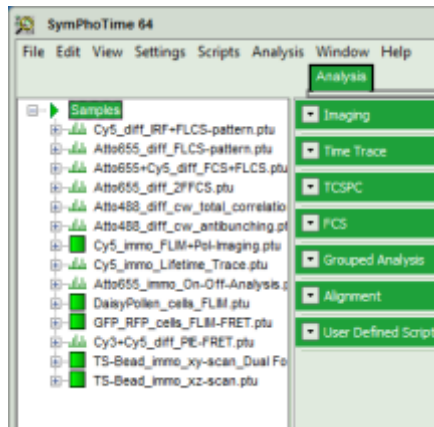 SymPhoTime 64
File Edit View Settings Scripts Analysis Window Help
Analysis
Samples
Cy5_diff_IRF+FLCS-pattern.ptu
Atto655_diff_FLCS-pattern.ptu
Atto655+Cy5_diff_FCS+FLCS.ptu
Atto655_diff_2FFCS.ptu
Atto488_diff_cw_total_correlatio
Atto488_diff_cw_antibunching.pt
Cy5_immo_FLIM+Pol-Imaging.ptu
Cy5_immo_Lifetime_Trace.ptu
Atto655_immo_On-Off-Analysis.p
DaisyPollen_cells_FLIM.ptu
GFP_RFP_cells_FLIM-FRET.ptu
Cy3+Cy5_diff_PIE-FRET.ptu
TS-Bead_immo_xy-scan_Dual Fo
TS-Bead_immo_xz-scan.ptu
Imaging
Time Trace
TCSPC
FCS
Grouped Analysis
Alignment
User Defined Script